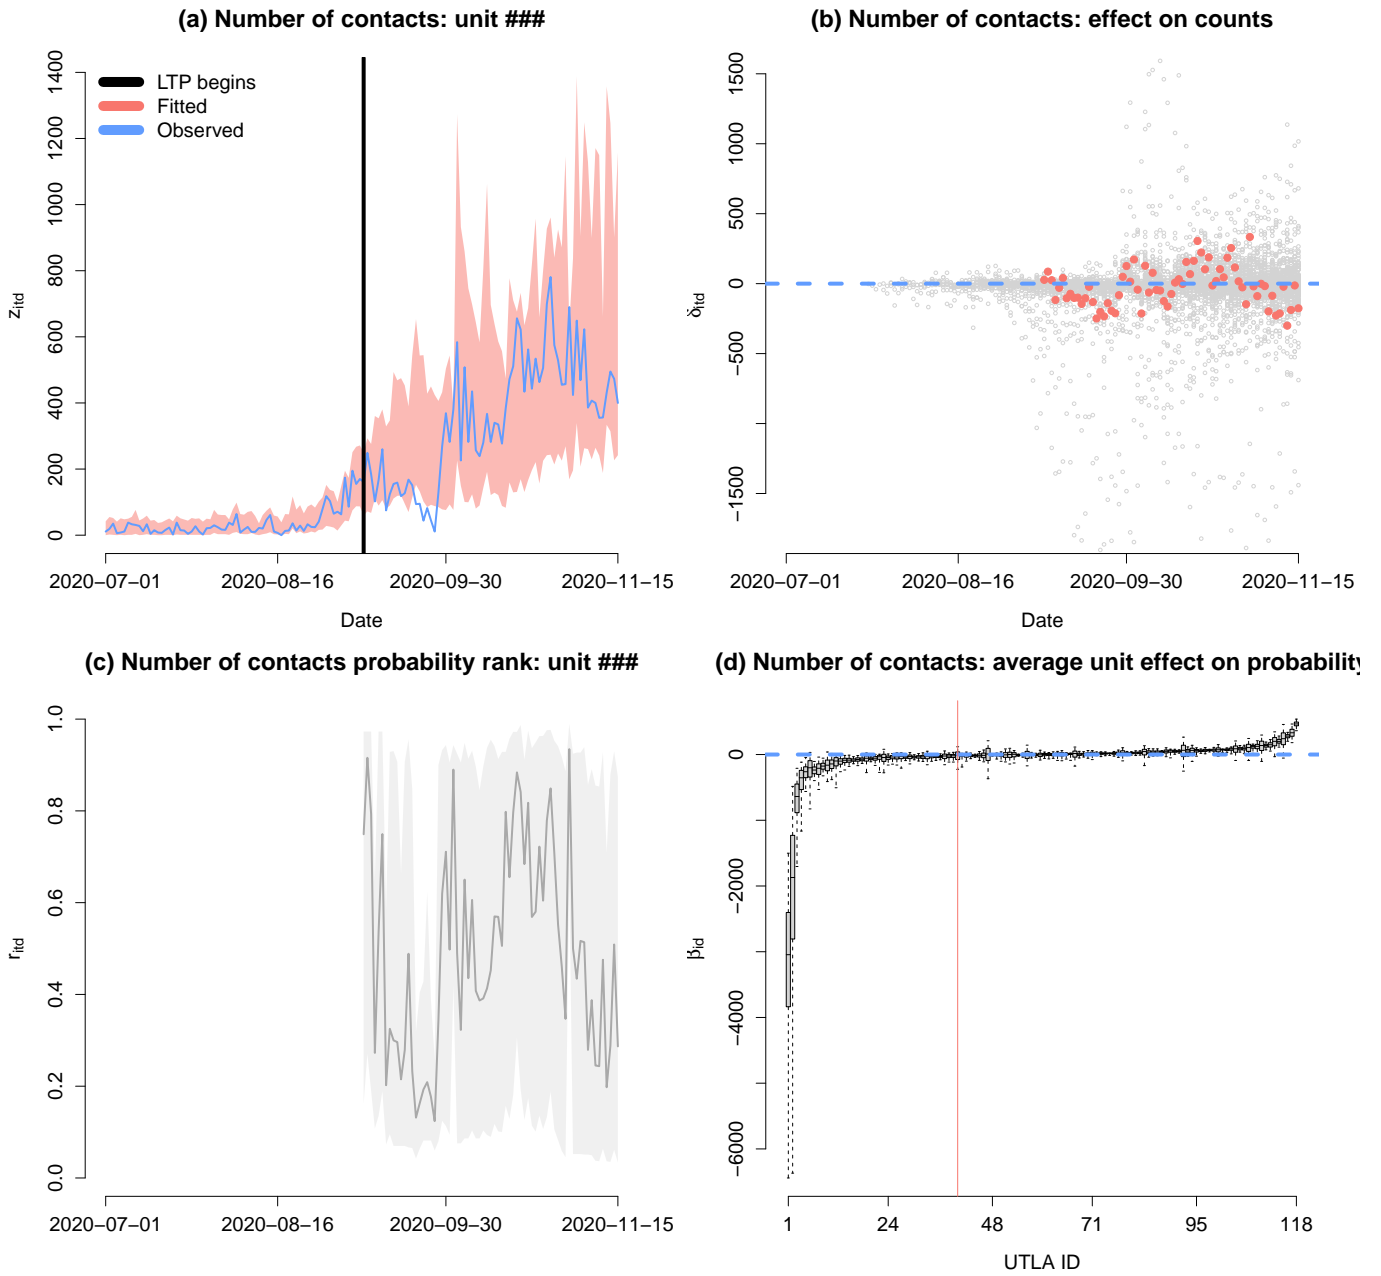 (a) Number of contacts: unit ###
1400
1200
1000
800
600
400
200
0
z_itd
LTP begins
Fitted
Observed
2020−07−01 2020−08−16 2020−09−30 2020−11−15
Date
(b) Number of contacts: effect on counts
1500
1000
500
0
−500
−1500
δ_itd
2020−07−01 2020−08−16 2020−09−30 2020−11−15
Date
(c) Number of contacts probability rank: unit ###
1.0
0.8
0.6
0.4
0.2
0.0
r_itd
2020−07−01 2020−08−16 2020−09−30 2020−11−15
(d) Number of contacts: average unit effect on probability
0
−2000
−4000
−6000
β_id
1 24 48 71 95 118
UTLA ID